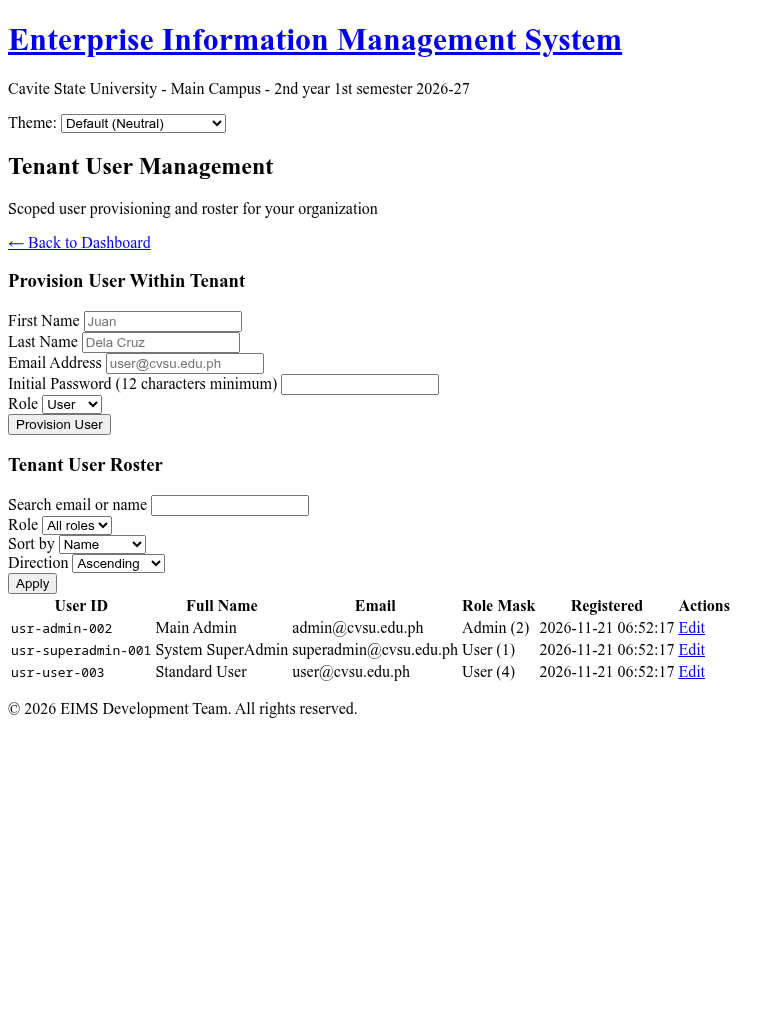 Enterprise Information Management System
Cavite State University - Main Campus - 2nd year 1st semester 2026-27
Theme: Default (Neutral)
Tenant User Management
Scoped user provisioning and roster for your organization
← Back to Dashboard
Provision User Within Tenant
First Name Juan
Last Name Dela Cruz
Email Address user@cvsu.edu.ph
Initial Password (12 characters minimum)
Role User
Provision User
Tenant User Roster
Search email or name
Role All roles
Sort by Name
Direction Ascending
Apply
User ID Full Name Email Role Mask Registered Actions
usr-admin-002 Main Admin admin@cvsu.edu.ph Admin (2) 2026-11-21 06:52:17 Edit
usr-superadmin-001 System SuperAdmin superadmin@cvsu.edu.ph User (1) 2026-11-21 06:52:17 Edit
usr-user-003 Standard User user@cvsu.edu.ph User (4) 2026-11-21 06:52:17 Edit
© 2026 EIMS Development Team. All rights reserved.